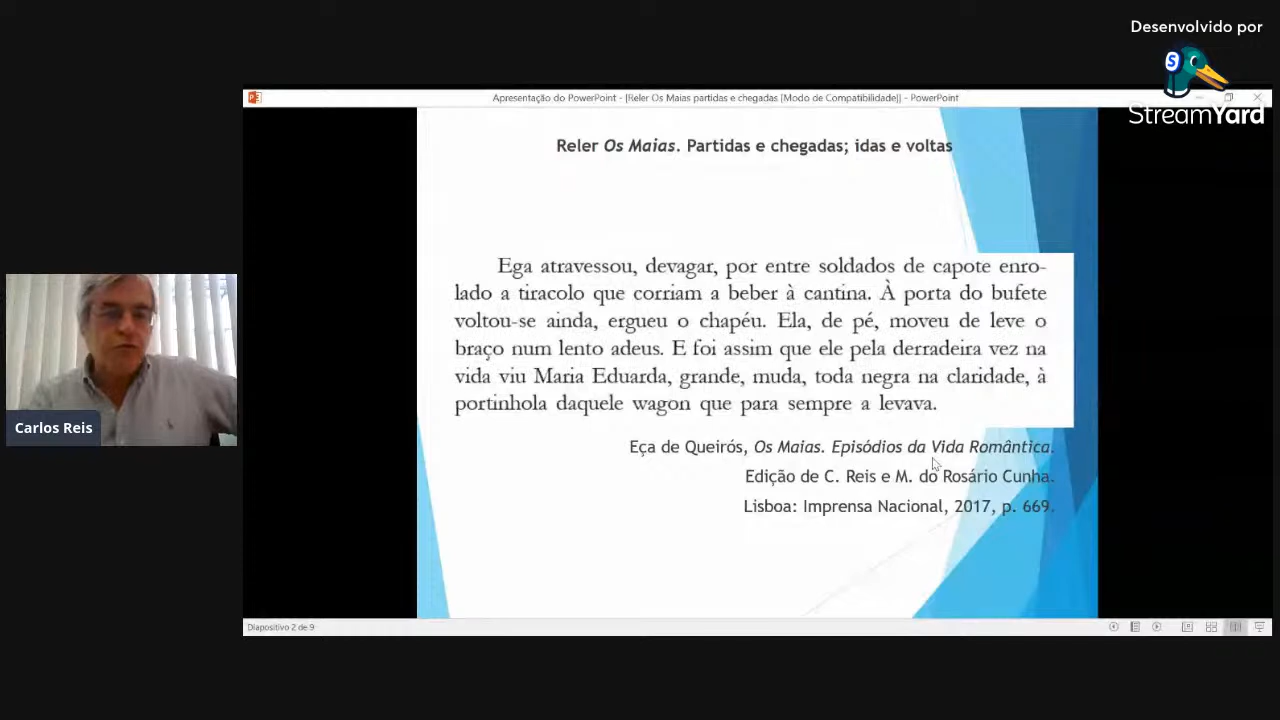 Desenvolvido por
StreamYard
Apresentação do PowerPoint - [Reler Os Maias partidas e chegadas [Modo de Compatibilidade]] - PowerPoint
Reler Os Maias. Partidas e chegadas; idas e voltas
Ega atravessou, devagar, por entre soldados de capote enro-
lado a tiracolo que corriam a beber à cantina. À porta do bufete
voltou-se ainda, ergueu o chapéu. Ela, de pé, moveu de leve o
braço num lento adeus. E foi assim que ele pela derradeira vez na
vida viu Maria Eduarda, grande, muda, toda negra na claridade, à
portinhola daquele wagon que para sempre a levava.
Eça de Queirós, Os Maias. Episódios da Vida Romântica.
Edição de C. Reis e M. do Rosário Cunha.
Lisboa: Imprensa Nacional, 2017, p. 669.
Carlos Reis
Diapositivo 2 de 9